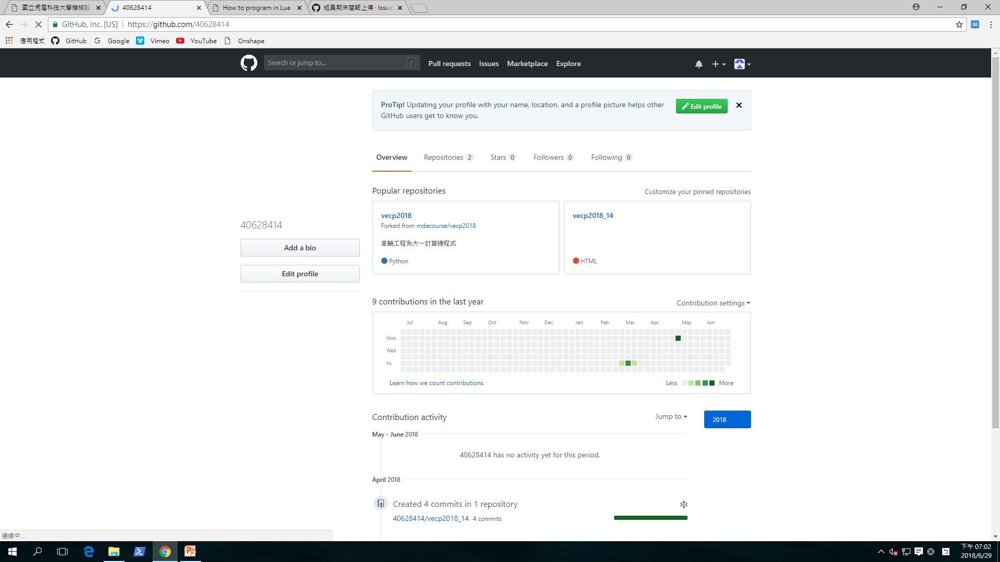 國立虎尾科技大學機械設
40628414
How to program in Lua
組員期末簡報上傳 · Issue
GitHub, Inc. [US]
https://github.com/40628414
應用程式
GitHub
Google
Vimeo
YouTube
Onshape
Search or jump to...
/
Pull requests
Issues
Marketplace
Explore
ProTip! Updating your profile with your name, location, and a profile picture helps other
GitHub users get to know you.
Edit profile
Overview
Repositories 2
Stars 0
Followers 0
Following 0
40628414
Add a bio
Edit profile
Popular repositories
Customize your pinned repositories
vecp2018
Forked from mdecourse/vecp2018
車輛工程系大一計算機程式
Python
vecp2018_14
HTML
9 contributions in the last year
Contribution settings
Jul Aug Sep Oct Nov Dec Jan Feb Mar Apr May Jun
Mon
Wed
Fri
Learn how we count contributions.
Less
More
Contribution activity
Jump to
2018
May - June 2018
40628414 has no activity yet for this period.
April 2018
Created 4 commits in 1 repository
40628414/vecp2018_14 4 commits
連線中...
下午 07:02
2018/6/29